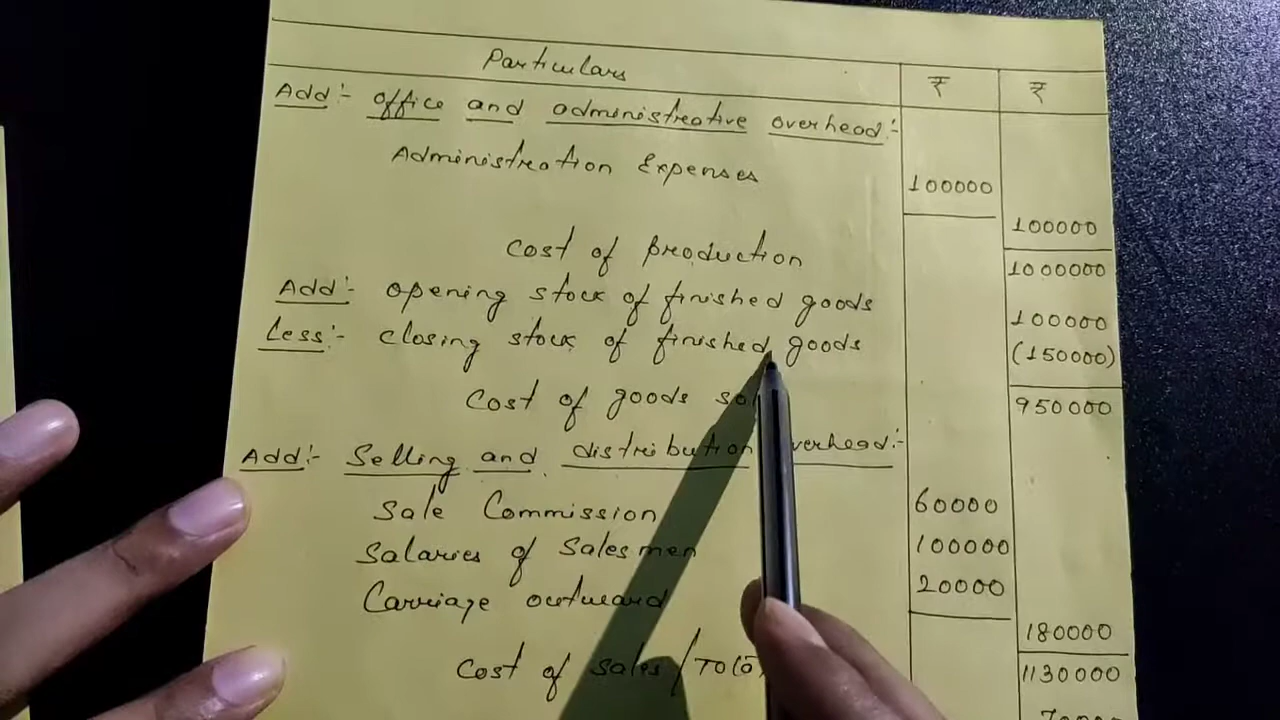 Particulars ₹ ₹
Add:- office and administrative overhead:-
Administration Expenses 100000
100000
Cost of production 1000000
Add:- opening stock of finished goods 100000
Less:- closing stock of finished goods (150000)
Cost of goods 950000
Add:- Selling and distribution overhead:-
Sale Commission 60000
Salaries of Salesmen 100000
Carriage outward 20000
180000
Cost of Sales / 1130000